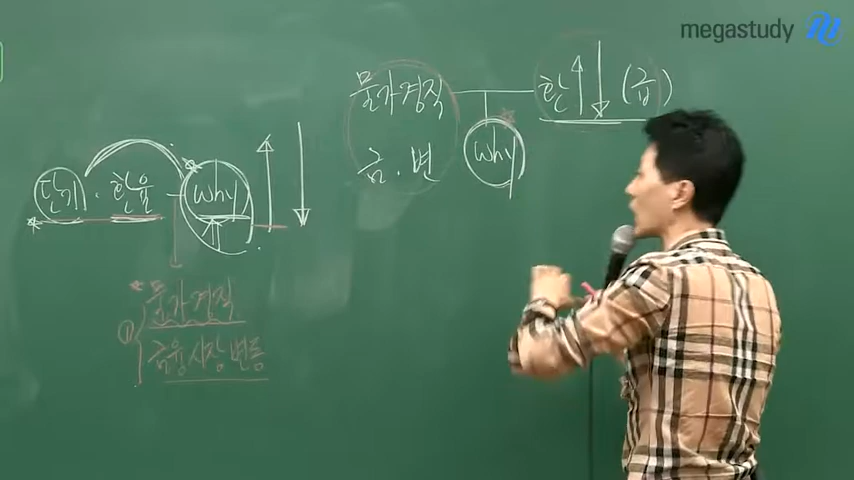 megastudy
물가경직
why
환 (급)
금 . 변
단기 . 환율
why
* 물가경직
① 금융시장 변동